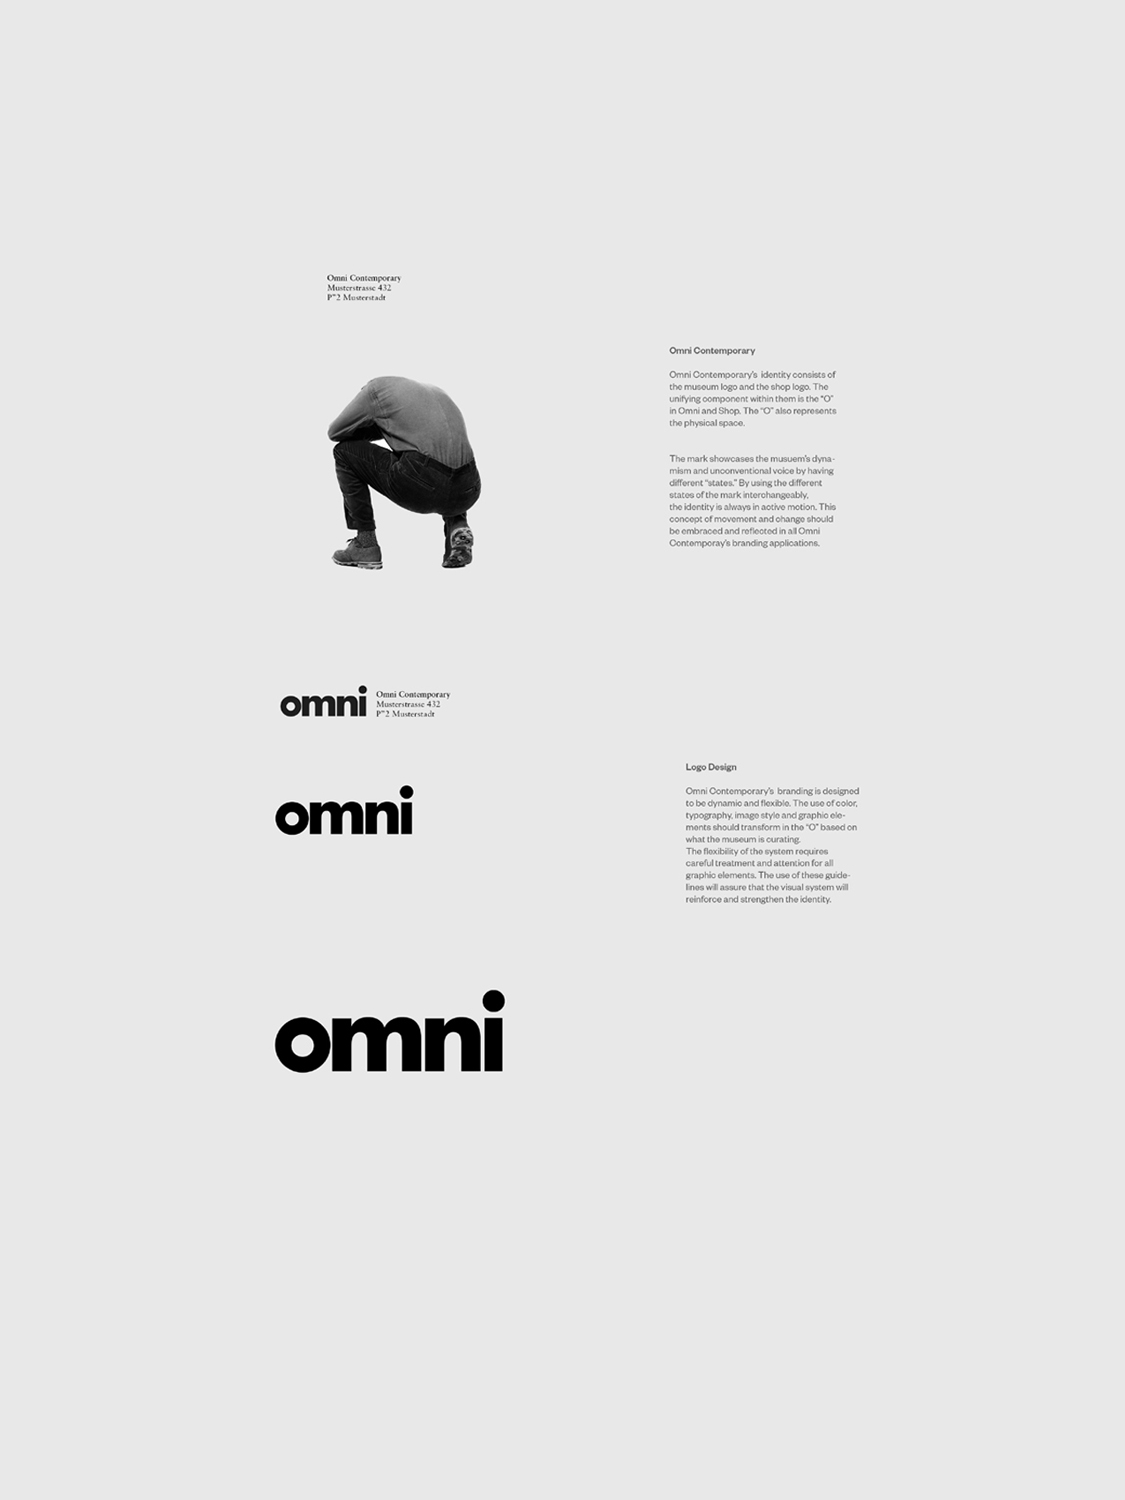 Omni Contemporary
Musterstrasse 432
P"2 Musterstadt
Omni Contemporary
Omni Contemporary's identity consists of
the museum logo and the shop logo. The
unifying component within them is the "O"
in Omni and Shop. The "O" also represents
the physical space.
The mark showcases the musuem's dyna-
mism and unconventional voice by having
different "states." By using the different
states of the mark interchangeably,
the identity is always in active motion. This
concept of movement and change should
be embraced and reflected in all Omni
Contemporay's branding applications.
omni
Omni Contemporary
Musterstrasse 432
P"2 Musterstadt
omni
Logo Design
Omni Contemporary's branding is designed
to be dynamic and flexible. The use of color,
typography, image style and graphic ele-
ments should transform in the "O" based on
what the museum is curating.
The flexibility of the system requires
careful treatment and attention for all
graphic elements. The use of these guide-
lines will assure that the visual system will
reinforce and strengthen the identity.
omni